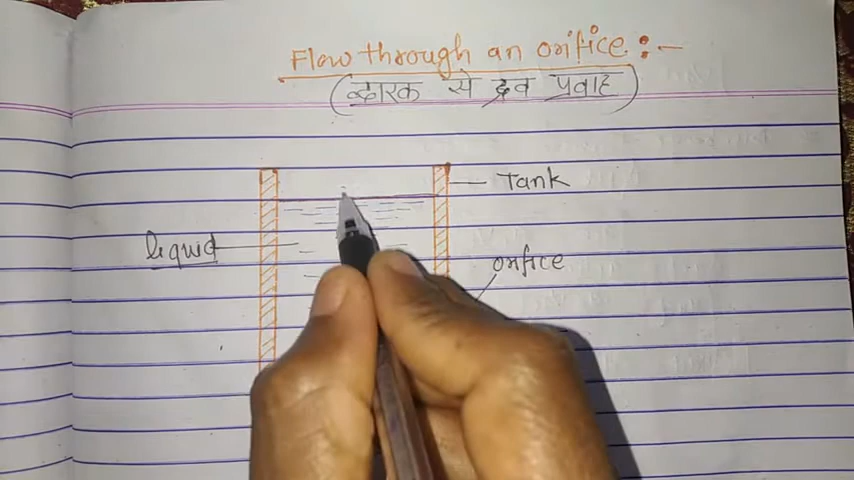 Flow through an orifice :-
(द्वारक से द्रव प्रवाह)
Tank
liquid
orifice